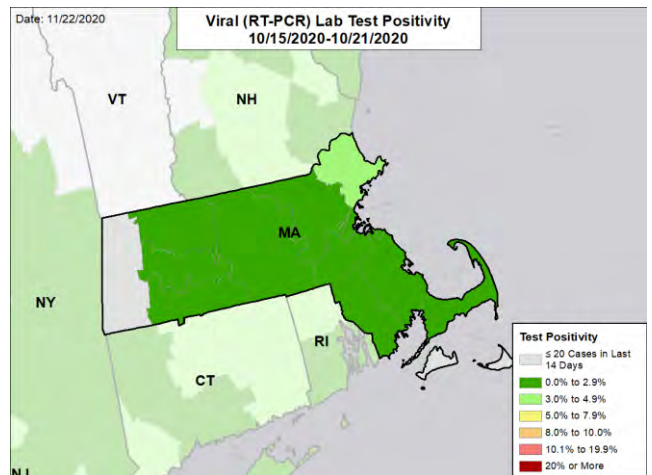 Date: 11/22/2020
Viral (RT-PCR) Lab Test Positivity
10/15/2020-10/21/2020
VT
NH
MA
NY
CT
RI
NJ
Test Positivity
≤ 20 Cases in Last
14 Days
0.0% to 2.9%
3.0% to 4.9%
5.0% to 7.9%
8.0% to 10.0%
10.1% to 19.9%
20% or More